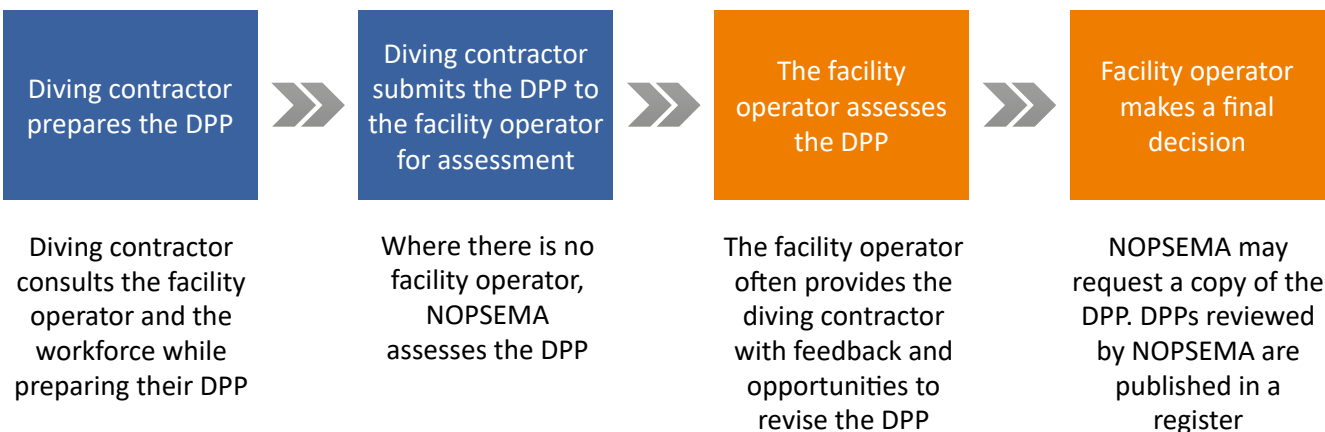 Diving contractor
prepares the DPP
Diving contractor
submits the DPP to
the facility operator
for assessment
The facility
operator assesses
the DPP
Facility operator
makes a final
decision
Diving contractor
consults the facility
operator and the
workforce while
preparing their DPP
Where there is no
facility operator,
NOPSEMA
assesses the DPP
The facility operator
often provides the
diving contractor
with feedback and
opportunities to
revise the DPP
NOPSEMA may
request a copy of the
DPP. DPPs reviewed
by NOPSEMA are
published in a
register